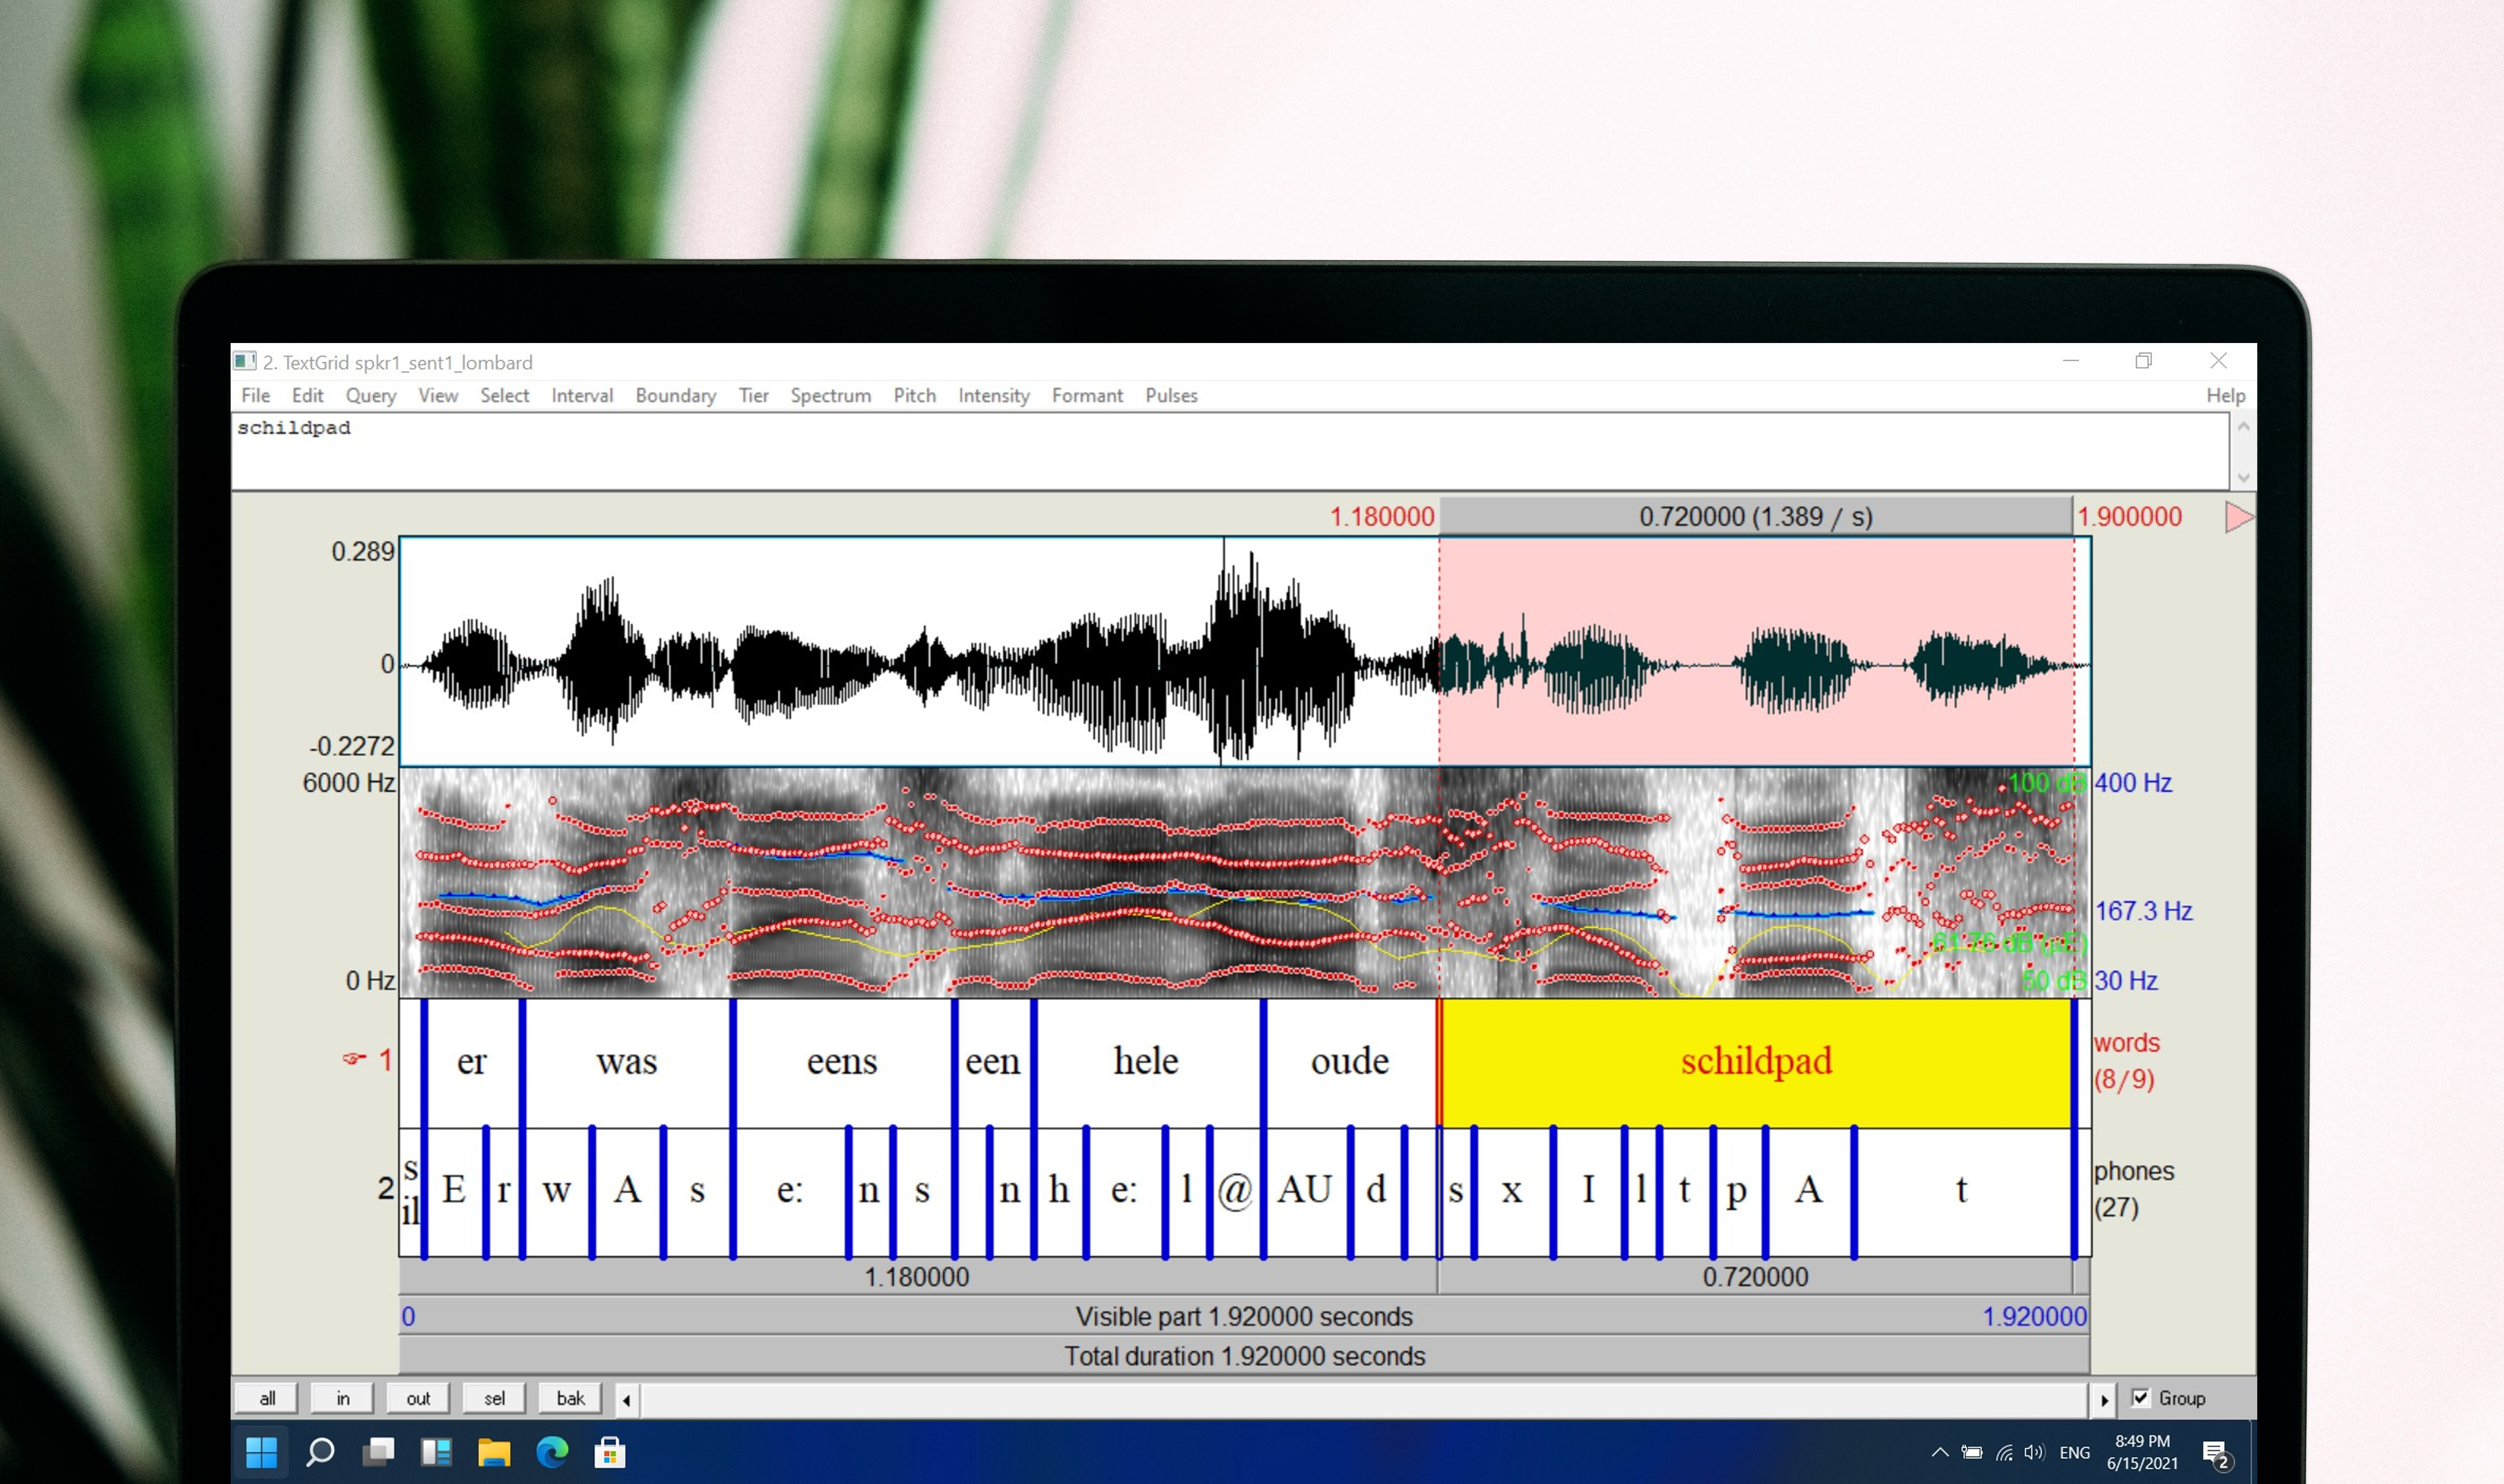 2. TextGrid spkr1_sent1_lombard
File Edit Query View Select Interval Boundary Tier Spectrum Pitch Intensity Formant Pulses Help
schildpad
1.180000 0.720000 (1.389 / s) 1.900000
0.289
0
-0.2272
6000 Hz 100 dB 400 Hz
167.3 Hz
61.76 dB (µE)
0 Hz 50 dB 30 Hz
1 er was eens een hele oude schildpad words
(8/9)
2 sil E r w A s e: n s n h e: l @ AU d s x I l t p A t phones
(27)
1.180000 0.720000
0 Visible part 1.920000 seconds 1.920000
Total duration 1.920000 seconds
all in out sel bak Group
ENG 8:49 PM
6/15/2021 2